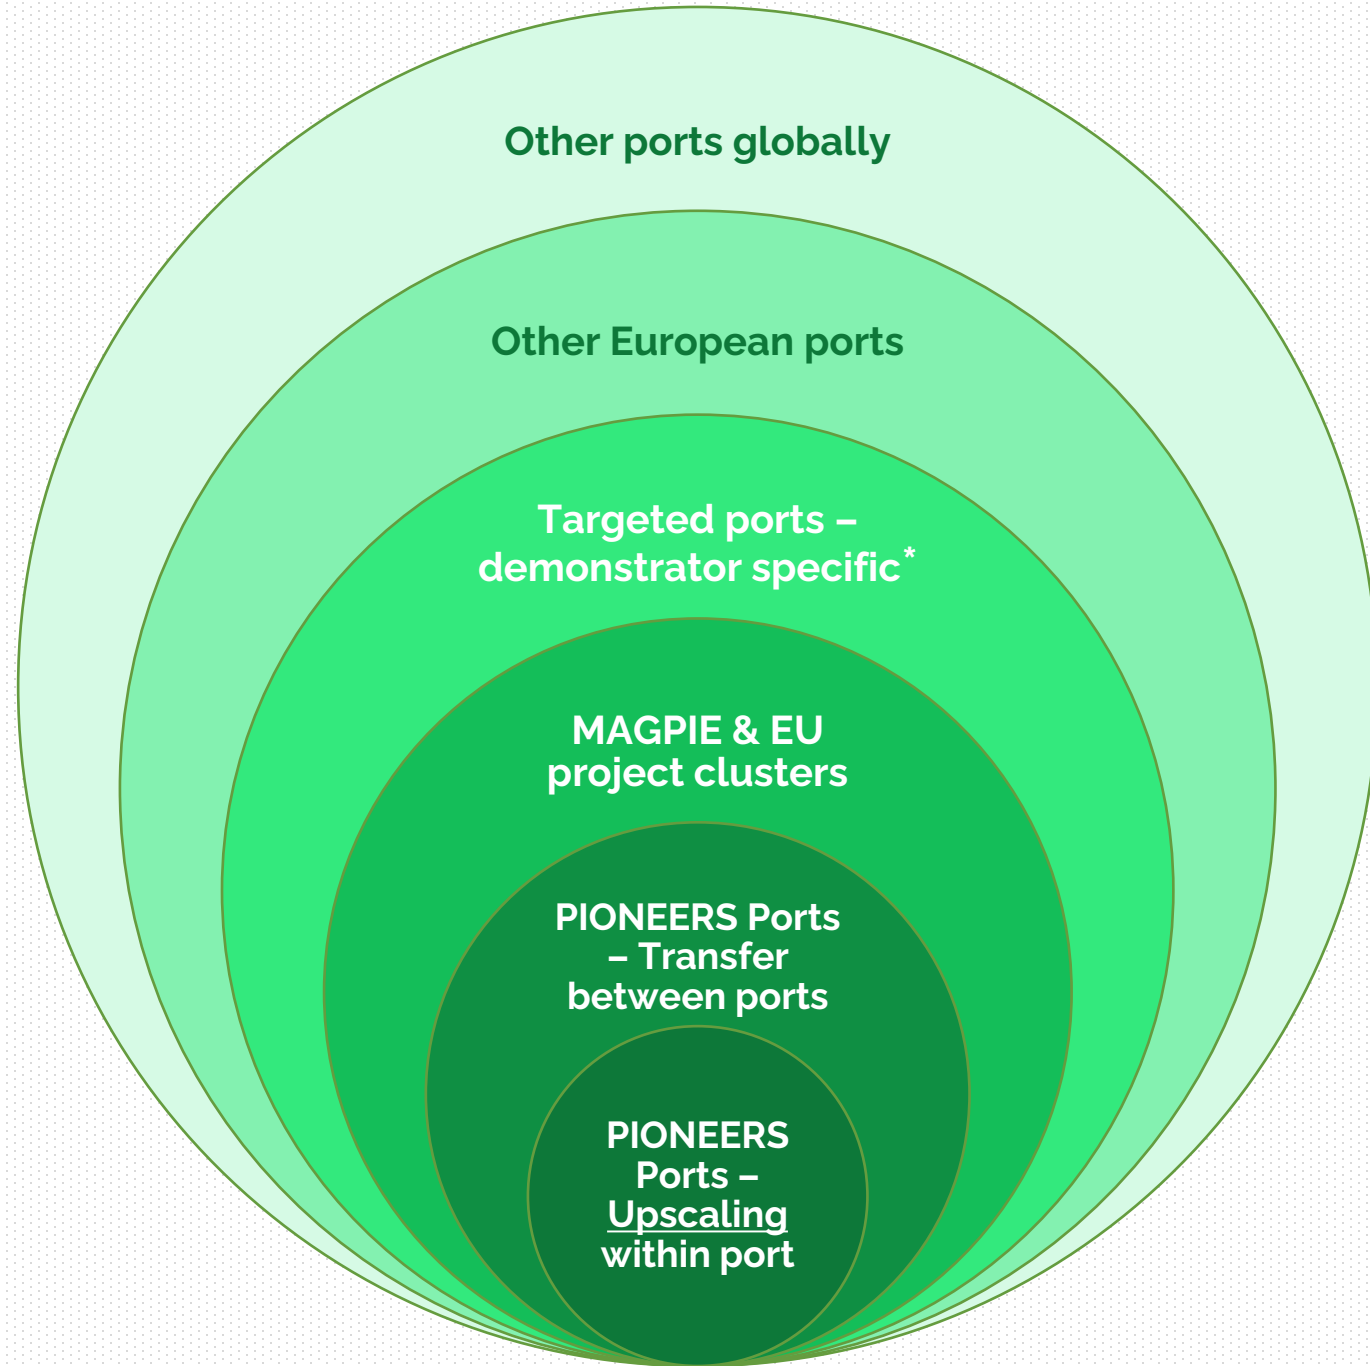 Other ports globally
Other European ports
Targeted ports –
demonstrator specific*
MAGPIE & EU
project clusters
PIONEERS Ports
– Transfer
between ports
PIONEERS
Ports –
Upscaling
within port